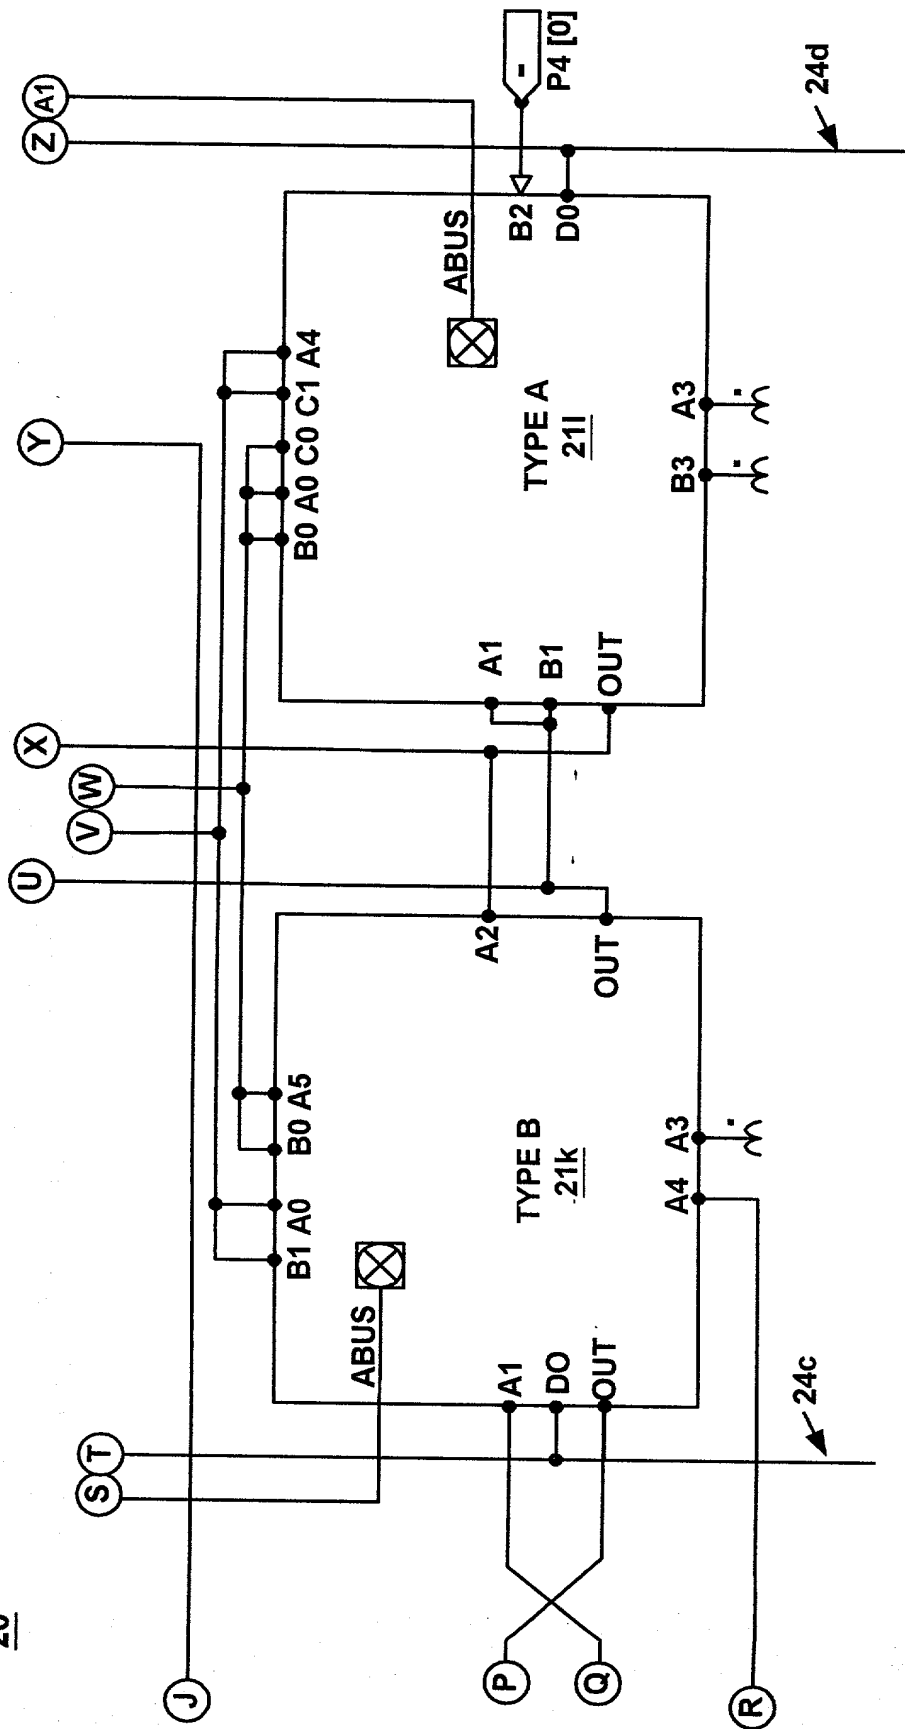 J
Y
S
T
U
V
W
X
Z
A1
P
Q
R
B1 A0
B0 A5
ABUS
A1
DO
OUT
TYPE B
21k
A2
OUT
A4
A3
24c
B0 A0 C0 C1 A4
ABUS
A1
B1
OUT
TYPE A
21l
B2
D0
B3
A3
P4 [0]
-
24d